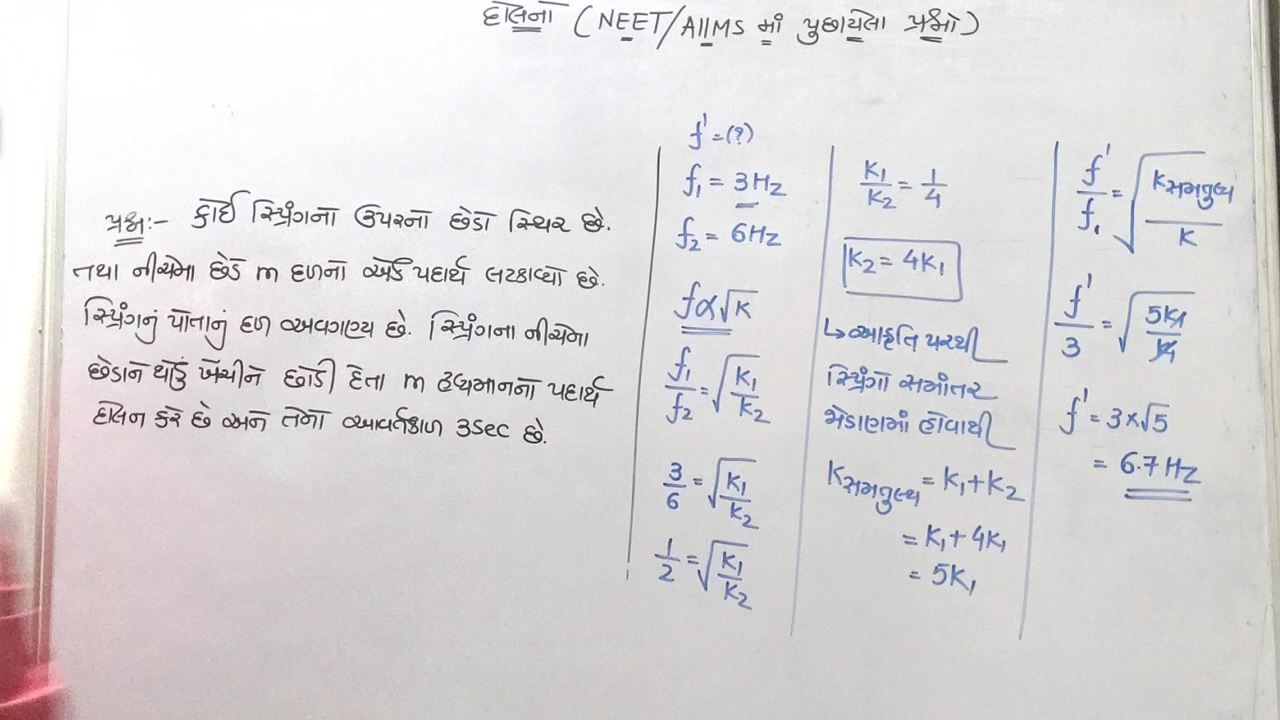 દોલનો (NEET/AIIMS માં પુછાયેલા પ્રશ્નો)
પ્રશ્ન:- કોઈ સ્પ્રિંગના ઉપરના છેડા સ્થિર છે.
તથા નીચેના છેડે m દળનો એક પદાર્થ લટકાવ્યો છે.
સ્પ્રિંગનું પોતાનું દળ અવગણ્ય છે. સ્પ્રિંગના નીચેના
છેડાને થોડું ખેંચીને છોડી દેતા m દ્રવ્યમાનનો પદાર્થ
દોલન કરે છે અને તેનો આવર્તકાળ 3sec છે.
f' = (?)
f₁ = 3Hz
f₂ = 6Hz
f α √K
f₁/f₂ = √(K₁/K₂)
3/6 = √(K₁/K₂)
1/2 = √(K₁/K₂)
K₁/K₂ = 1/4
K₂ = 4K₁
↳ આકૃતિ પરથી
સ્પ્રિંગો સમાંતર
જોડાણમાં હોવાથી
Kસમતુલ્ય = K₁ + K₂
= K₁ + 4K₁
= 5K₁
f'/f₁ = √(Kસમતુલ્ય/K)
f'/3 = √(5K₁/K₁)
f' = 3×√5
= 6.7 Hz